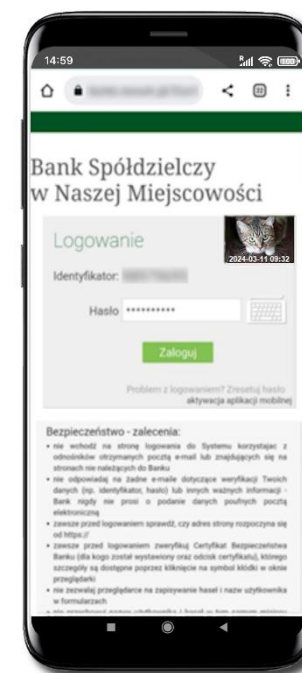 14:59
Bank Spółdzielczy
w Naszej Miejscowości
Logowanie
2024-03-11 09:32
Identyfikator:
Hasło **********
Zaloguj
Problem z logowaniem? Zresetuj hasło
aktywacja aplikacji mobilnej
Bezpieczeństwo - zalecenia:
• nie wchodź na stronę logowania do Systemu korzystając z
odnośników otrzymanych pocztą e-mail lub znajdujących się na
stronach nie należących do Banku
• nie odpowiadaj na żadne e-maile dotyczące weryfikacji Twoich
danych (np. identyfikator, hasło) lub innych ważnych informacji -
Bank nigdy nie prosi o podanie danych poufnych pocztą
elektroniczną
• zawsze przed logowaniem sprawdź, czy adres strony rozpoczyna się
od https://
• zawsze przed logowaniem zweryfikuj Certyfikat Bezpieczeństwa
Banku (dla kogo został wystawiony oraz odcisk certyfikatu), którego
szczegóły są dostępne poprzez kliknięcie na symbol kłódki w oknie
przeglądarki
• nie zezwalaj przeglądarce na zapisywanie haseł i nazw użytkownika
w formularzach